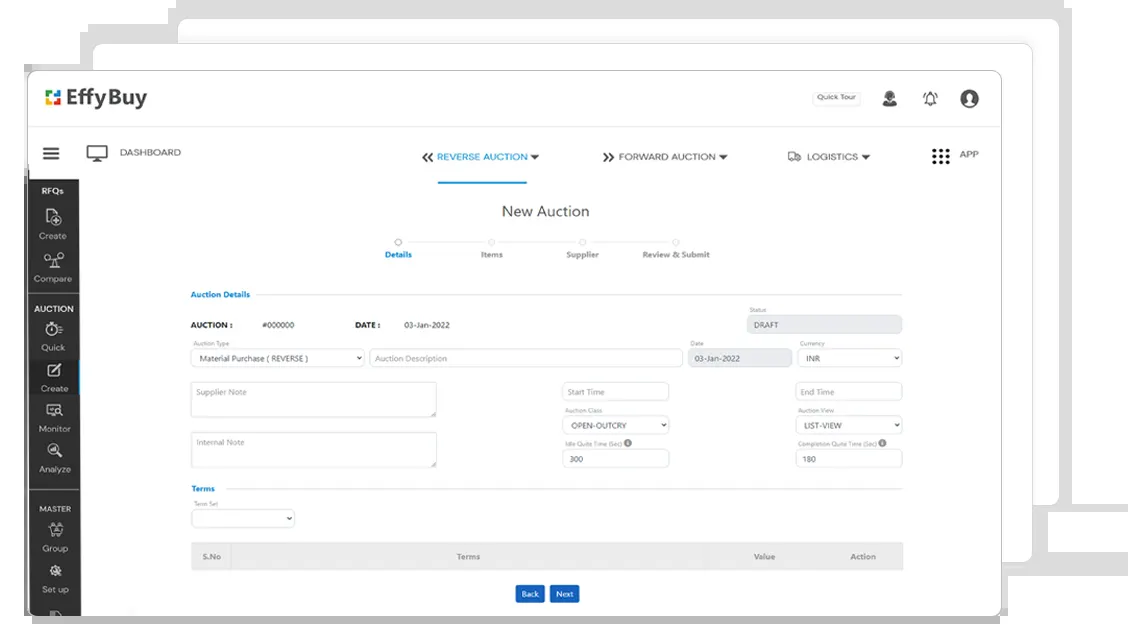 EffyBuy
Quick Tour
DASHBOARD
REVERSE AUCTION
FORWARD AUCTION
LOGISTICS
APP
RFQs
Create
Compare
AUCTION
Quick
Create
Monitor
Analyze
MASTER
Group
Set up
New Auction
Details Items Supplier Review & Submit
Auction Details
Status
AUCTION : #000000 DATE : 03-Jan-2022 DRAFT
Auction Type Date Currency
Material Purchase ( REVERSE ) Auction Description 03-Jan-2022 INR
Supplier Note Start Time End Time
Auction Class Auction View
OPEN-OUTCRY LIST-VIEW
Internal Note Idle Quite Time (Sec) Completion Quite Time (Sec)
300 180
Terms
Term Set
S.No Terms Value Action
Back Next